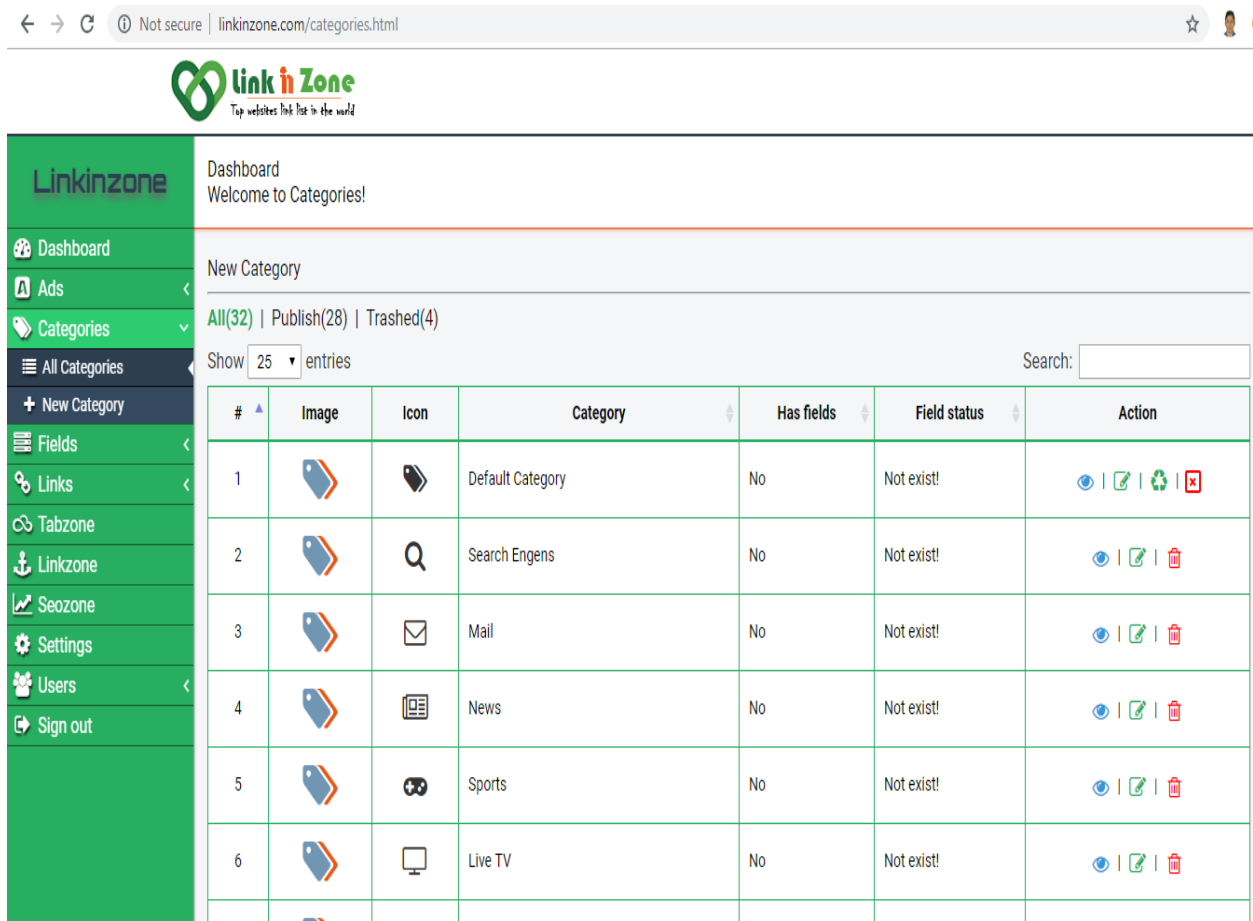 Not secure | linkinzone.com/categories.html
Link in Zone
Top websites link list in the world
Linkinzone
Dashboard
Welcome to Categories!
Dashboard
Ads
Categories
All Categories
New Category
Fields
Links
Tabzone
Linkzone
Seozone
Settings
Users
Sign out
New Category
All(32) | Publish(28) | Trashed(4)
Show 25 entries
Search:
# Image Icon Category Has fields Field status Action
1 Default Category No Not exist! | | |
2 Search Engens No Not exist! | |
3 Mail No Not exist! | |
4 News No Not exist! | |
5 Sports No Not exist! | |
6 Live TV No Not exist! | |